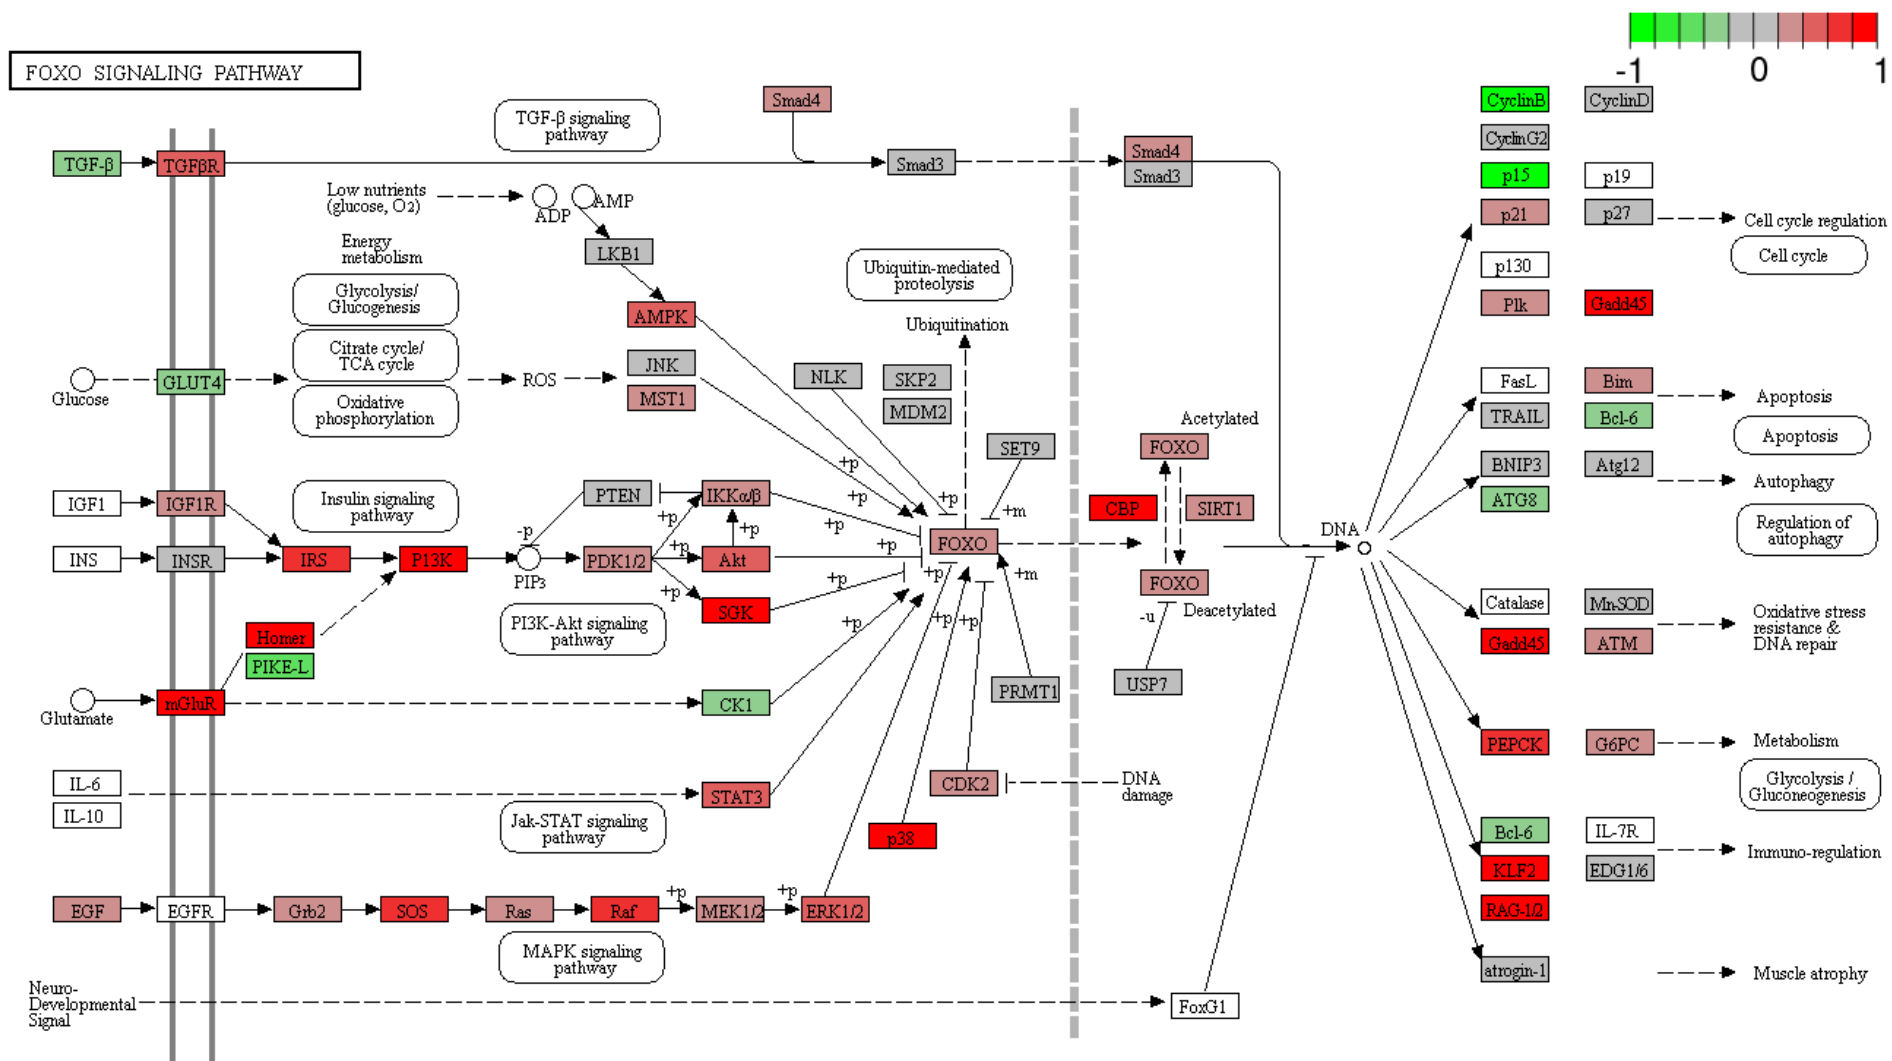 -1
0
1
FOXO SIGNALING PATHWAY
Smad4
CyclinB
CyclinD
TGF-β signaling
pathway
CyclinG2
TGF-β
TGFβR
Smad3
Smad4
Smad3
p15
p19
Low nutrients
(glucose, O2)
ADP
AMP
p21
p27
Cell cycle regulation
Energy
metabolism
LKB1
Cell cycle
p130
Ubiquitin-mediated
proteolysis
Glycolysis/
Glucogenesis
AMPK
Plk
Gadd45
Ubiquitination
Citrate cycle/
TCA cycle
JNK
NLK
SKP2
Glucose
GLUT4
ROS
MST1
MDM2
FasL
Bim
Apoptosis
Oxidative
phosphorylation
TRAIL
Bcl-6
Acetylated
Apoptosis
SET9
FOXO
+p
BNIP3
Atg12
Autophagy
IGF1
IGF1R
Insulin signaling
pathway
PTEN
IKKα/β
+p
+p
+m
CBP
SIRT1
ATG8
-p
+p
+p
+p
DNA
Regulation of
autophagy
INS
INSR
IRS
P13K
PIP3
PDK1/2
+p
Akt
+p
FOXO
+p
+m
+p
SGK
+p
FOXO
Deacetylated
-u
Catalase
Mn-SOD
Oxidative stress
resistance &
DNA repair
PI3K-Akt signaling
pathway
+p
+p
+p
Homer
PIKE-L
Gadd45
ATM
Glutamate
mGluR
CK1
PRMT1
USP7
PEPCK
G6PC
Metabolism
IL-6
IL-10
STAT3
CDK2
DNA
damage
Glycolysis /
Gluconeogenesis
Jak-STAT signaling
pathway
p38
Bcl-6
IL-7R
KLF2
EDG1/6
Immuno-regulation
EGF
EGFR
Grb2
SOS
Ras
Raf
+p
MEK1/2
+p
ERK1/2
RAG-1/2
MAPK signaling
pathway
atrogin-1
Muscle atrophy
Neuro-
Developmental
Signal
FoxG1